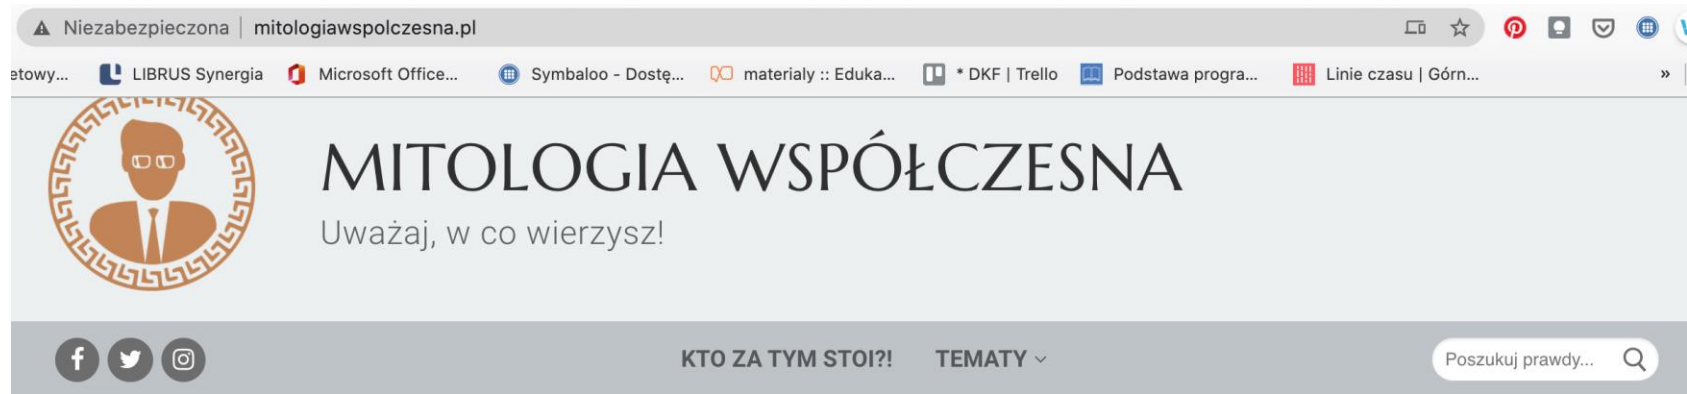 Niezabezpieczona | mitologiawspolczesna.pl
etowy... LIBRUS Synergia Microsoft Office... Symbaloo - Dostę... materialy :: Eduka... * DKF | Trello Podstawa progra... Linie czasu | Górn... »
MITOLOGIA WSPÓŁCZESNA
Uważaj, w co wierzysz!
KTO ZA TYM STOI?! TEMATY
Poszukuj prawdy...